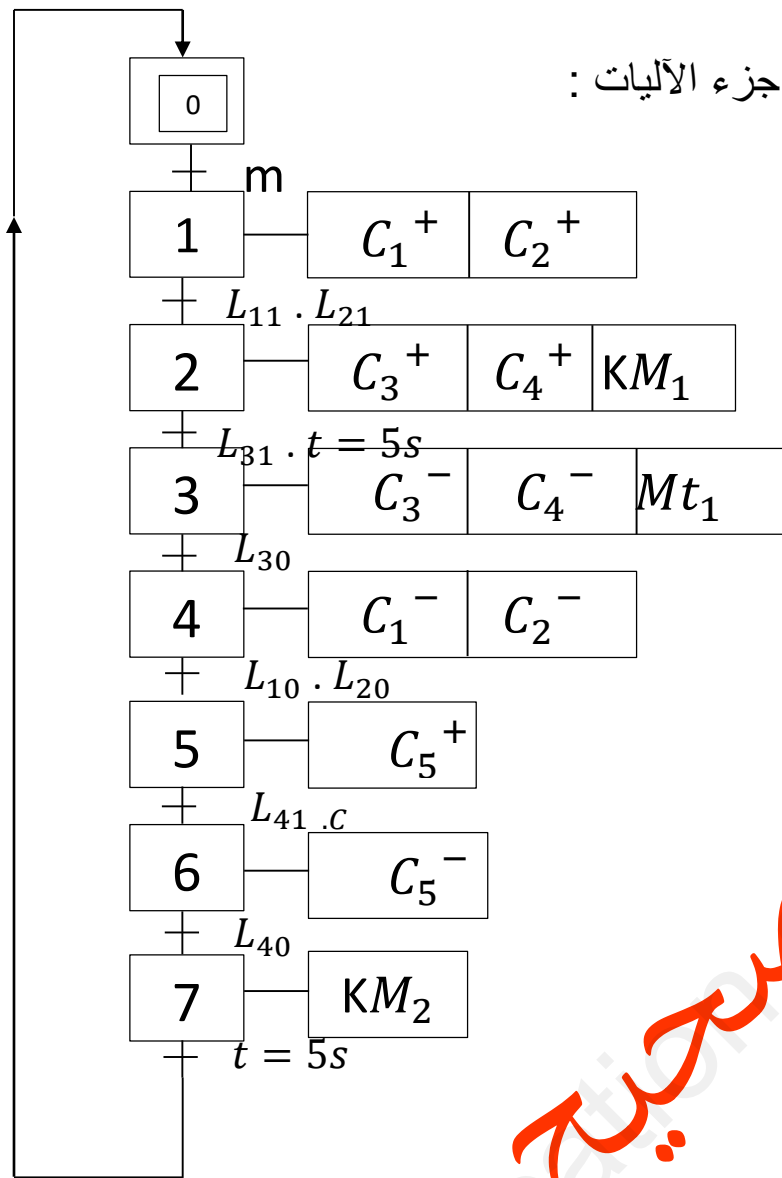 جزء الآليات :
0
m
1 C₁⁺ C₂⁺
L₁₁ . L₂₁
2 C₃⁺ C₄⁺ KM₁
L₃₁ . t = 5s
3 C₃⁻ C₄⁻ Mt₁
L₃₀
4 C₁⁻ C₂⁻
L₁₀ . L₂₀
5 C₅⁺
L₄₁ .c
6 C₅⁻
L₄₀
7 KM₂
t = 5s